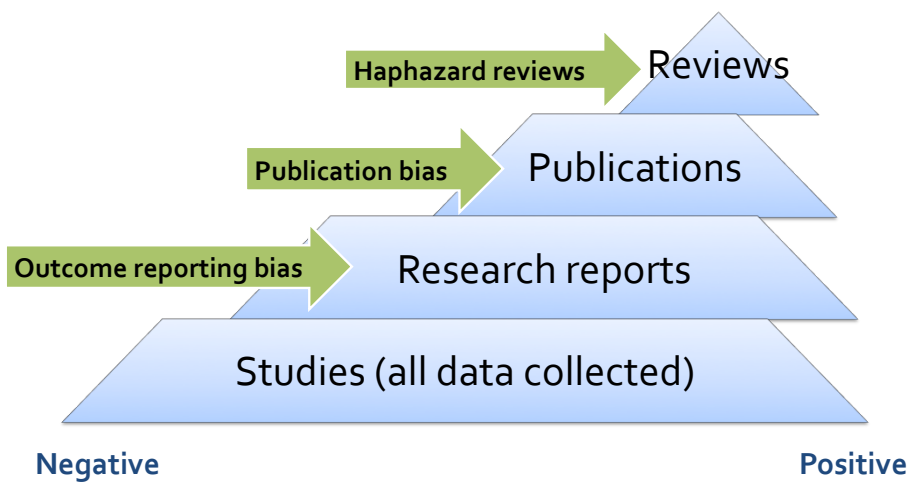 Haphazard reviews
Reviews
Publication bias
Publications
Outcome reporting bias
Research reports
Studies (all data collected)
Negative
Positive